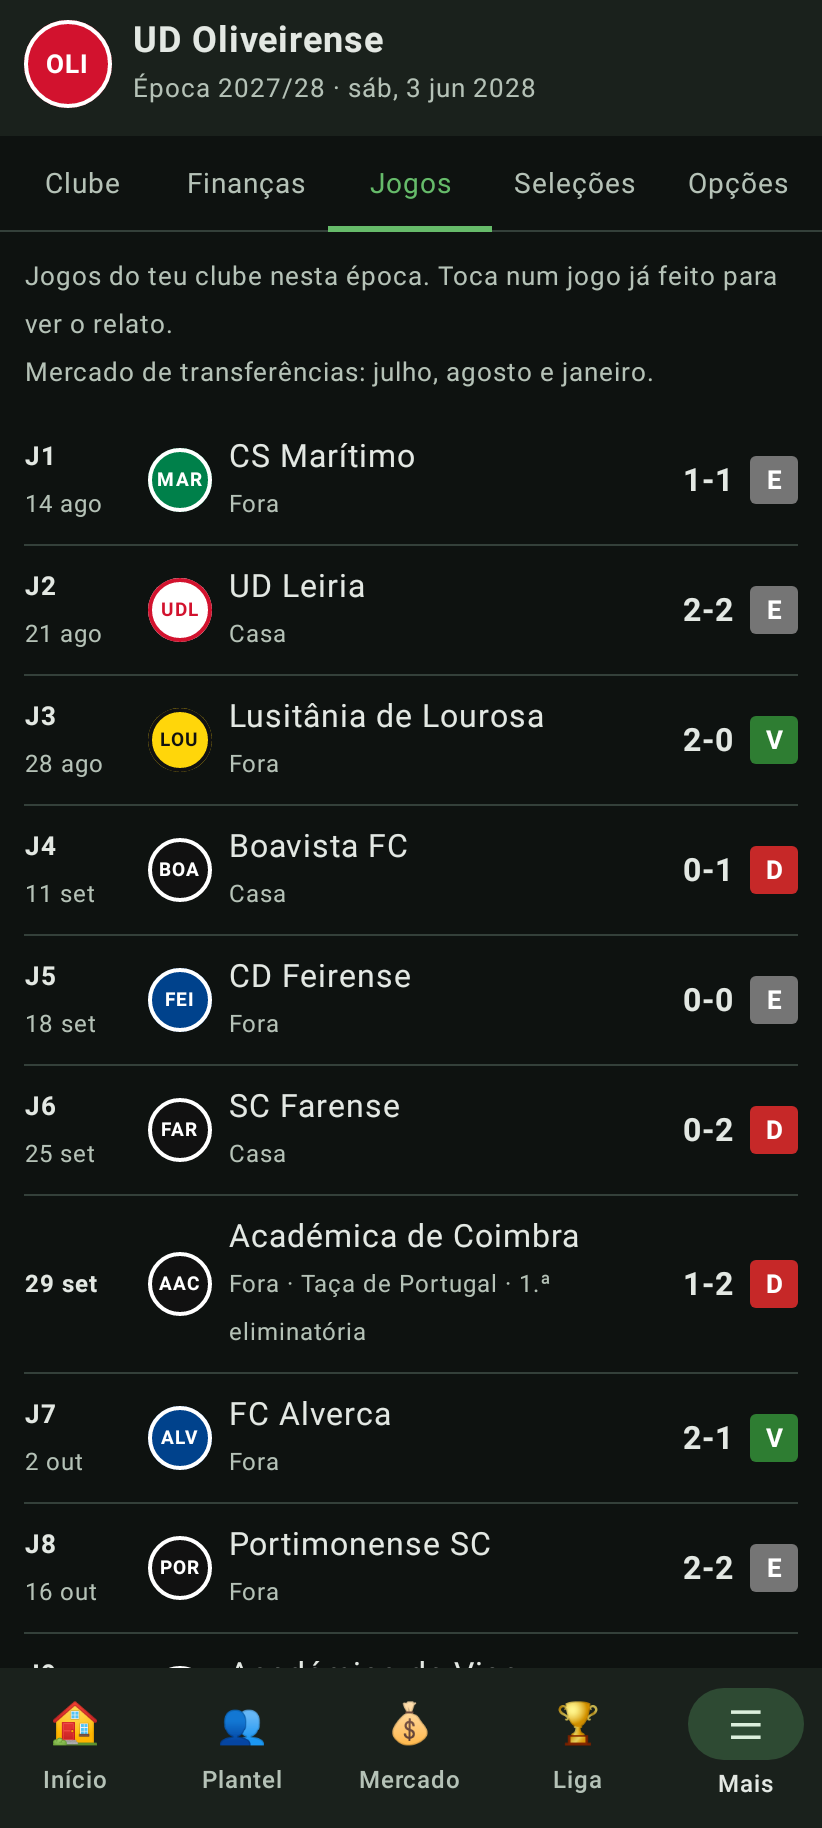 OLI
UD Oliveirense
Época 2027/28 · sáb, 3 jun 2028
Clube Finanças Jogos Seleções Opções
Jogos do teu clube nesta época. Toca num jogo já feito para
ver o relato.
Mercado de transferências: julho, agosto e janeiro.
J1
14 ago
MAR
CS Marítimo
Fora
1-1 E
J2
21 ago
UDL
UD Leiria
Casa
2-2 E
J3
28 ago
LOU
Lusitânia de Lourosa
Fora
2-0 V
J4
11 set
BOA
Boavista FC
Casa
0-1 D
J5
18 set
FEI
CD Feirense
Fora
0-0 E
J6
25 set
FAR
SC Farense
Casa
0-2 D
29 set
AAC
Académica de Coimbra
Fora · Taça de Portugal · 1.ª
eliminatória
1-2 D
J7
2 out
ALV
FC Alverca
Fora
2-1 V
J8
16 out
POR
Portimonense SC
Fora
2-2 E
Início Plantel Mercado Liga Mais